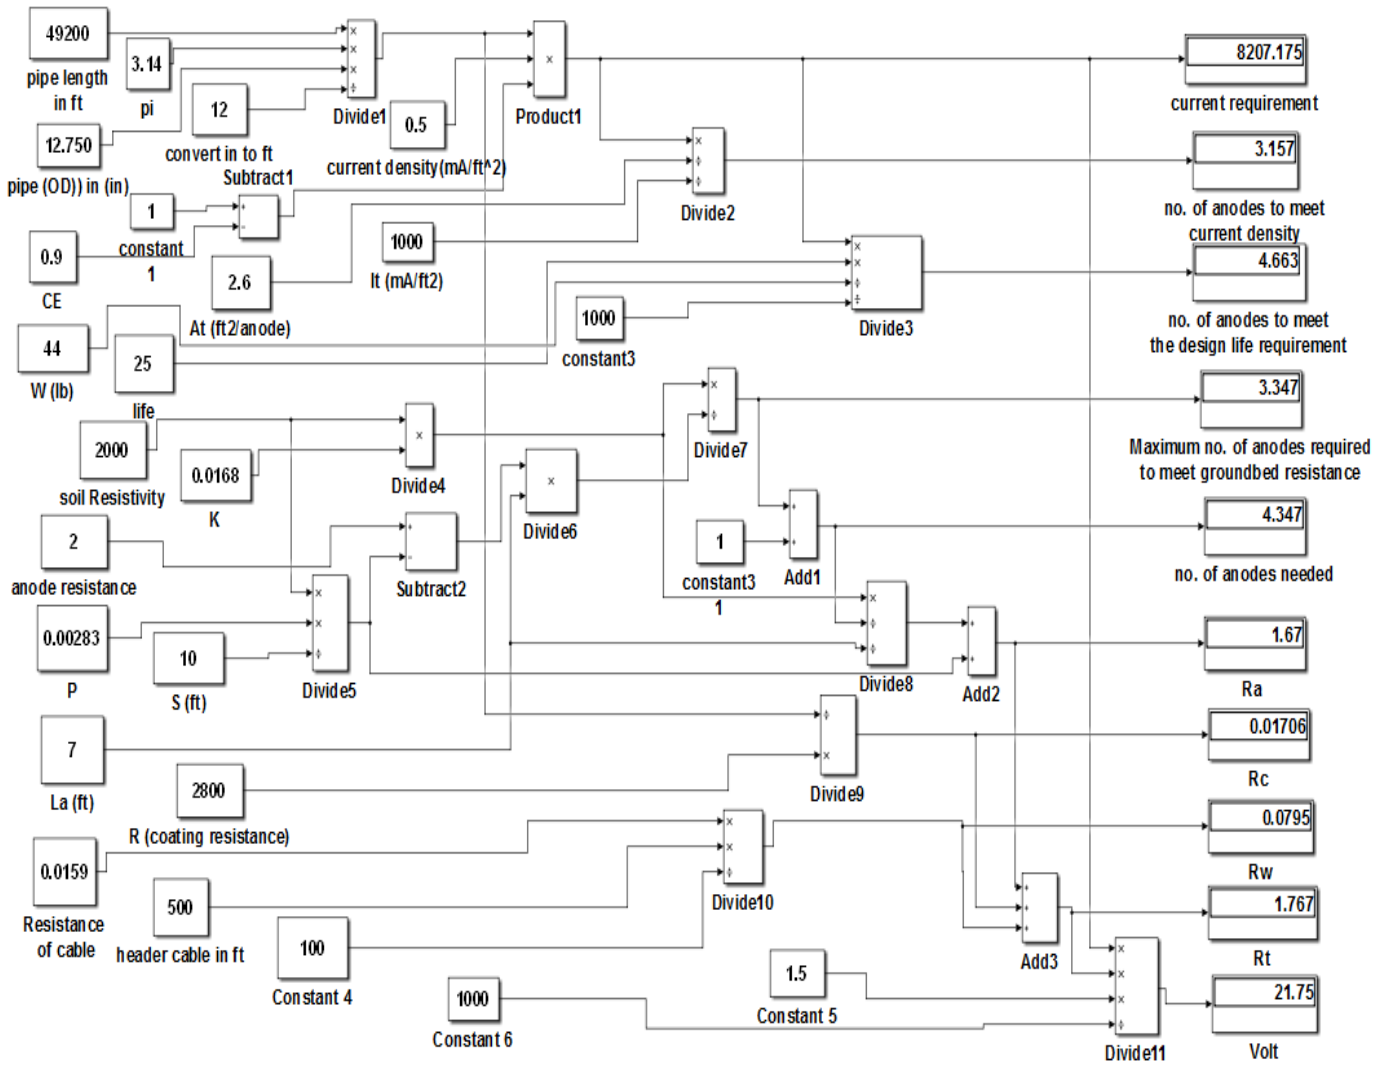 49200
pipe length
in ft
3.14
pi
12
convert in to ft
12.750
pipe (OD)) in (in)
Divide1
0.5
current density(mA/ft^2)
Product1
8207.175
current requirement
Subtract1
1
constant
1
0.9
CE
2.6
At (ft2/anode)
1000
It (mA/ft2)
Divide2
3.157
no. of anodes to meet
current density
4.663
no. of anodes to meet
the design life requirement
44
W (lb)
25
life
1000
constant3
Divide3
2000
soil Resistivity
0.0168
K
Divide4
Divide6
Divide7
3.347
Maximum no. of anodes required
to meet groundbed resistance
2
anode resistance
Subtract2
1
constant3
1
Add1
4.347
no. of anodes needed
0.00283
P
10
S (ft)
Divide5
Divide8
Add2
1.67
Ra
7
La (ft)
2800
R (coating resistance)
Divide9
0.01706
Rc
0.0159
Resistance
of cable
500
header cable in ft
100
Constant 4
Divide10
0.0795
Rw
1.767
Rt
Add3
1000
Constant 6
1.5
Constant 5
Divide11
21.75
Volt